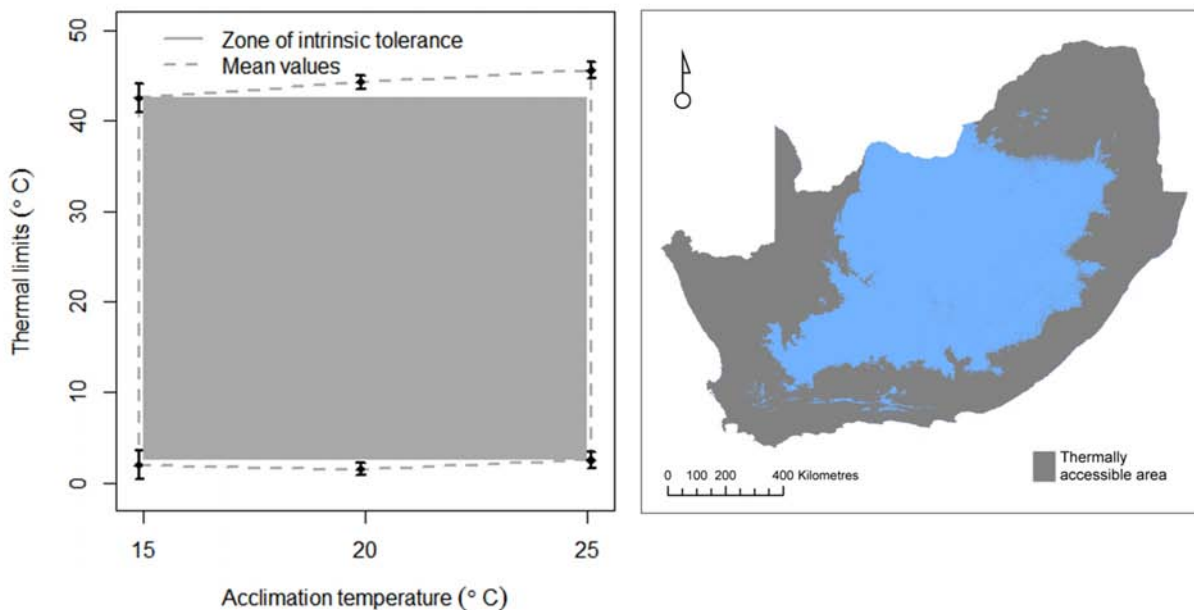 Zone of intrinsic tolerance
Mean values
50
40
30
20
10
0
Thermal limits (° C)
15
20
25
Acclimation temperature (° C)
0 100 200 400 Kilometres
Thermally
accessible area